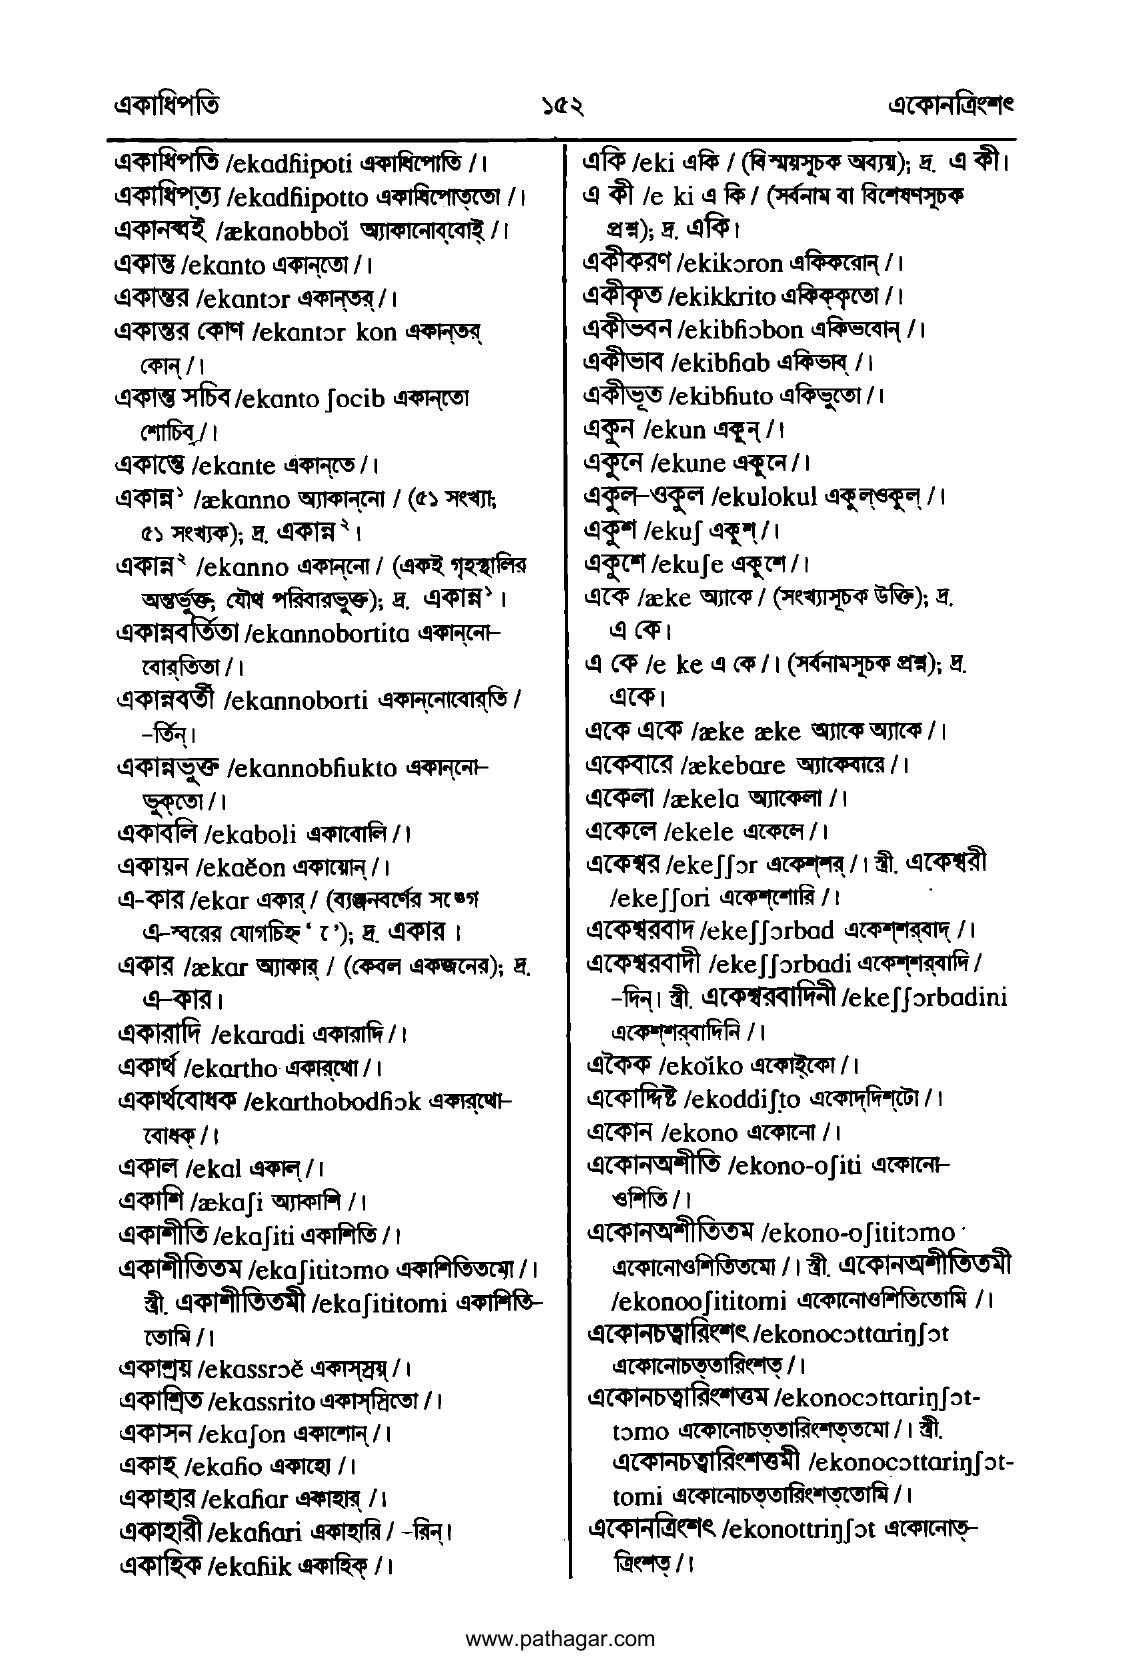 একাধিপতি ১৫২ একোনত্রিংশৎ
একাধিপতি /ekadɦipoti একাধিপোতি /।
একাধিপত্য /ekadɦipotto একাধিপোত্‌তো /।
একানব্বই /ækanobboĭ অ্যাকানোব্‌বোই্‌ /।
একান্ত /ekanto একান্‌তো /।
একান্তর /ekantɔr একান্‌তর্‌ /।
একান্তর কোণ /ekantɔr kon একান্‌তর্‌
কোন্‌ /।
একান্ত সচিব /ekanto ʃocib একান্‌তো
শোচিব্‌ /।
একান্তে /ekante একান্‌তে /।
একান্ন১ /ækanno অ্যাকান্‌নো / (৫১ সংখ্যা;
৫১ সংখ্যক); দ্র. একান্ন২।
একান্ন২ /ekanno একান্‌নো / (একই গৃহস্থালির
অন্তর্ভুক্ত, যৌথ পরিবারভুক্ত); দ্র. একান্ন১।
একান্নবর্তিতা /ekannobortita একান্‌নো–
বোর্‌তিতা /।
একান্নবর্তী /ekannoborti একান্‌নোবোর্‌তি /
–র্তিন্‌।
একান্নভুক্ত /ekannobɦukto একান্‌নো–
ভুক্‌তো /।
একাবলি /ekaboli একাবোলি /।
একায়ন /ekaĕon একায়োন্‌ /।
এ-কার /ekar একার্‌ / (ব্যঞ্জনবর্ণের সঙ্গে
এ–স্বরের যোগচিহ্ন ‘ ে’); দ্র. একার ।
একার /ækar অ্যাকার্‌ / (কেবল একজনের); দ্র.
এ–কার।
একারাদি /ekaradi একারাদি /।
একার্থ /ekartho একার্‌থো /।
একার্থবোধক /ekarthobodɦɔk একার্‌থো–
বোধক্‌ /।
একাল /ekal একাল্‌ /।
একাশি /ækaʃi অ্যাকাশি /।
একাশীতি /ekaʃiti একাশিতি /।
একাশীতিতম /ekaʃititɔmo একাশিতিতমো /।
স্ত্রী. একাশীতিতমী /ekaʃititomi একাশিতি–
তোমি /।
একাশ্রয় /ekassrɔĕ একাস্‌স্রয়্‌ /।
একাশ্রিত /ekassrito একাস্‌স্রিতো /।
একাসন /ekaʃon একাশোন্‌ /।
একাহ /ekaɦo একাহো /।
একাহার /ekaɦar একাহার্‌ /।
একাহারী /ekaɦari একাহারি / –রিন্‌।
একাহিক /ekaɦik একাহিক্‌ /।
একি /eki একি / (বিস্ময়সূচক অব্যয়); দ্র. এ কী।
এ কী /e ki এ কি / (সর্বনাম বা বিশেষণসূচক
প্রশ্ন); দ্র. একি।
একীকরণ /ekikɔron একিকরোন্‌ /।
একীকৃত /ekikkrito একিক্‌কৃতো /।
একীভবন /ekibɦɔbon একিভবোন্‌ /।
একীভাব /ekibɦab একিভাব্‌ /।
একীভূত /ekibɦuto একিভুতো /।
একুন /ekun একুন্‌ /।
একুনে /ekune একুনে /।
একুল–ওকুল /ekulokul একুল্‌ওকুল্‌ /।
একুশ /ekuʃ একুশ্‌ /।
একুশে /ekuʃe একুশে /।
একে /æke অ্যাকে / (সংখ্যাসূচক উক্তি); দ্র.
এ কে।
এ কে /e ke এ কে /। (সর্বনামসূচক প্রশ্ন); দ্র.
একে।
একে একে /æke æke অ্যাকে অ্যাকে /।
একেবারে /ækebare অ্যাকেবারে /।
একেলা /ækela অ্যাকেলা /।
একেলে /ekele একেলে /।
একেশ্বর /ekeʃʃɔr একেশ্‌শর্‌ /। স্ত্রী. একেশ্বরী
/ekeʃʃori একেশ্‌শোরি /।
একেশ্বরবাদ /ekeʃʃɔrbad একেশ্‌শর্‌বাদ্‌ /।
একেশ্বরবাদী /ekeʃʃɔrbadi একেশ্‌শর্‌বাদি /
–দিন্‌। স্ত্রী. একেশ্বরবাদিনী /ekeʃʃɔrbadini
একেশ্‌শর্‌বাদিনি /।
একৈক /ekoĭko একোই্‌কো /।
একোদ্দিষ্ট /ekoddiʃṭo একোদ্‌দিশ্‌টো /।
একোন /ekono একোনো /।
একোনঅশীতি /ekono-oʃiti একোনো–
ওশিতি /।
একোনঅশীতিতম /ekono-oʃititɔmo
একোনোওশিতিতমো /। স্ত্রী. একোনঅশীতিতমী
/ekonooʃititomi একোনোওশিতিতোমি /।
একোনচত্বারিংশৎ /ekonocɔttariŋʃɔt
একোনোচত্‌তারিংশত্‌ /।
একোনচত্বারিংশত্তম /ekonocɔttariŋʃɔt-
tɔmo একোনোচত্‌তারিংশত্‌তমো /। স্ত্রী.
একোনচত্বারিংশত্তমী /ekonocɔttariŋʃɔt-
tomi একোনোচত্‌তারিংশত্‌তোমি /।
একোনত্রিংশৎ /ekonottriŋʃɔt একোনোত্‌–
ত্রিংশত্‌ /।
www.pathagar.com